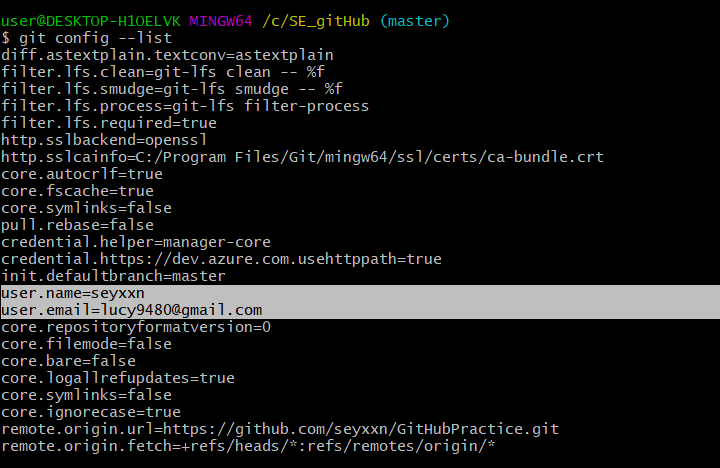 user@DESKTOP-H1OELVK MINGW64 /c/SE_gitHub (master)
$ git config --list
diff.astextplain.textconv=astextplain
filter.lfs.clean=git-lfs clean -- %f
filter.lfs.smudge=git-lfs smudge -- %f
filter.lfs.process=git-lfs filter-process
filter.lfs.required=true
http.sslbackend=openssl
http.sslcainfo=C:/Program Files/Git/mingw64/ssl/certs/ca-bundle.crt
core.autocrlf=true
core.fscache=true
core.symlinks=false
pull.rebase=false
credential.helper=manager-core
credential.https://dev.azure.com.usehttppath=true
init.defaultbranch=master
user.name=seyxxn
user.email=lucy9480@gmail.com
core.repositoryformatversion=0
core.filemode=false
core.bare=false
core.logallrefupdates=true
core.symlinks=false
core.ignorecase=true
remote.origin.url=https://github.com/seyxxn/GitHubPractice.git
remote.origin.fetch=+refs/heads/*:refs/remotes/origin/*